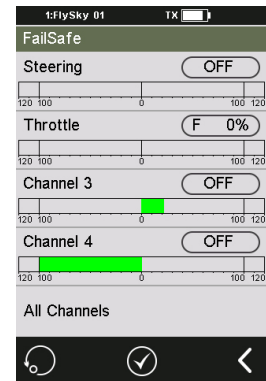 1:FlySky 01 TX
FailSafe
Steering OFF
120 100 0 100 120
Throttle F 0%
120 100 0 100 120
Channel 3 OFF
120 100 0 100 120
Channel 4 OFF
120 100 0 100 120
All Channels